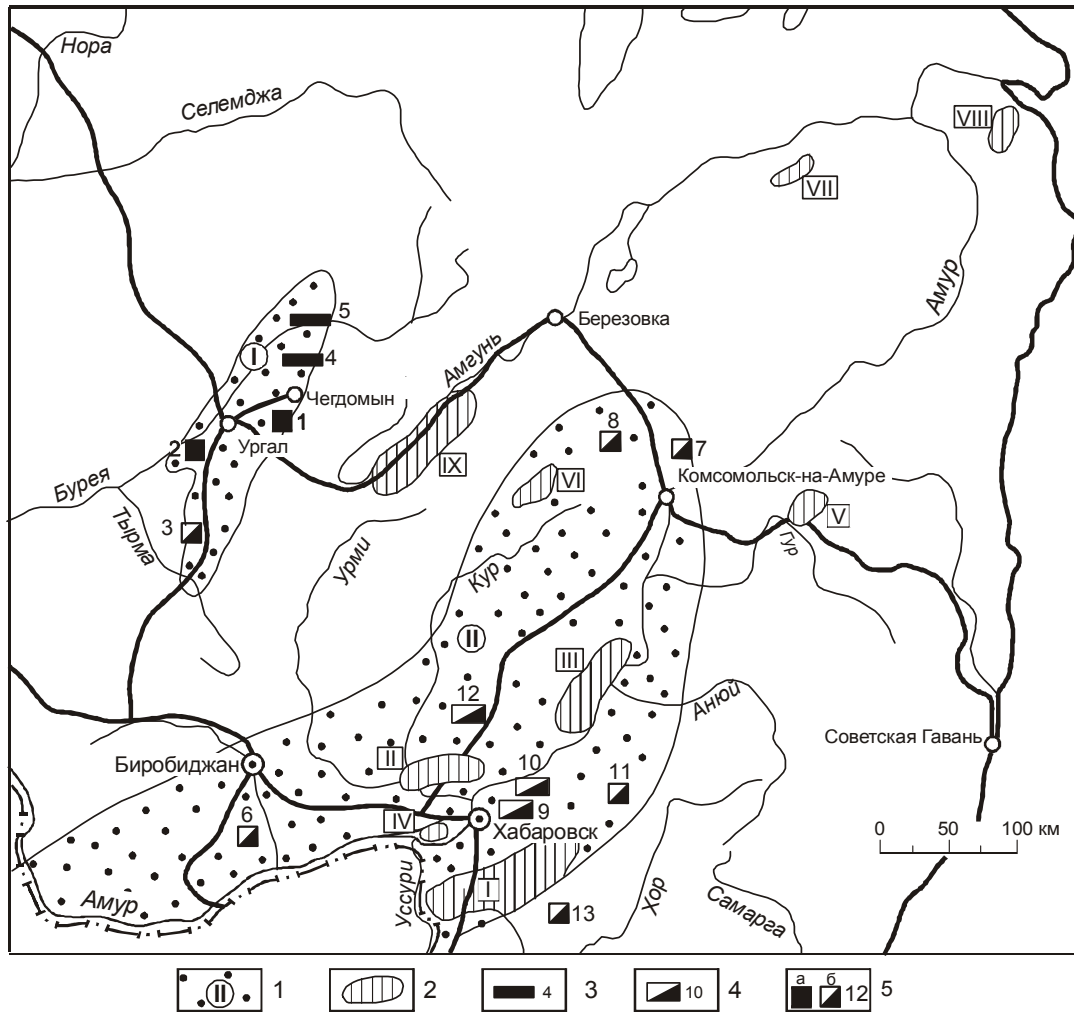 Нора
Селемджа
VIII
VII
Амур
5
I
4
Березовка
Амгунь
Чегдомын
1
Ургал
2
8
7
IX
VI
Комсомольск-на-Амуре
Бурея
V
3
Тырма
Гур
Урми
Кур
II
III
12
Анюй
Советская Гавань
Биробиджан
II
10
11
9
0 50 100 км
IV
Хабаровск
6
I
Амур
Уссури
Хор
13
Самарга
а б
II 1 2 4 3 10 4 12 5